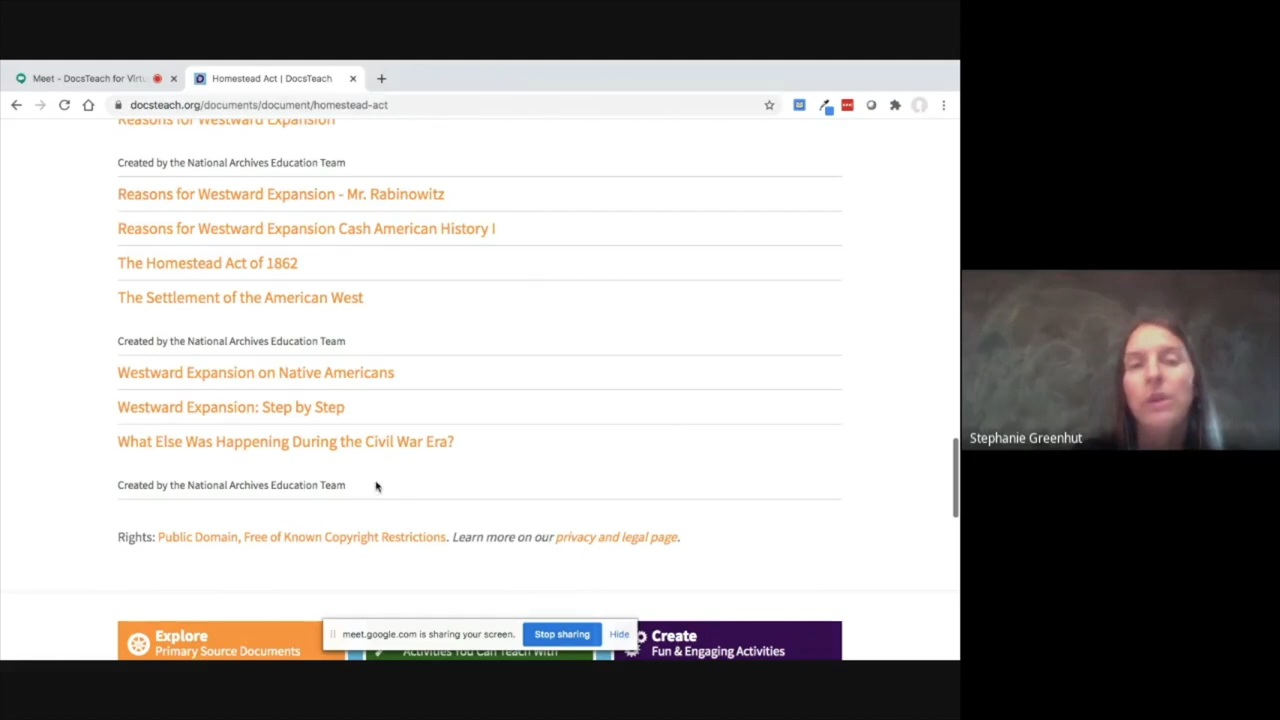 Meet - DocsTeach for Virtu
Homestead Act | DocsTeach
docsteach.org/documents/document/homestead-act
Reasons for Westward Expansion
Created by the National Archives Education Team
Reasons for Westward Expansion - Mr. Rabinowitz
Reasons for Westward Expansion Cash American History I
The Homestead Act of 1862
The Settlement of the American West
Created by the National Archives Education Team
Westward Expansion on Native Americans
Westward Expansion: Step by Step
What Else Was Happening During the Civil War Era?
Created by the National Archives Education Team
Rights: Public Domain, Free of Known Copyright Restrictions. Learn more on our privacy and legal page.
Explore
Primary Source Documents
meet.google.com is sharing your screen. Stop sharing Hide
Activities You Can Teach With
Create
Fun & Engaging Activities
Stephanie Greenhut